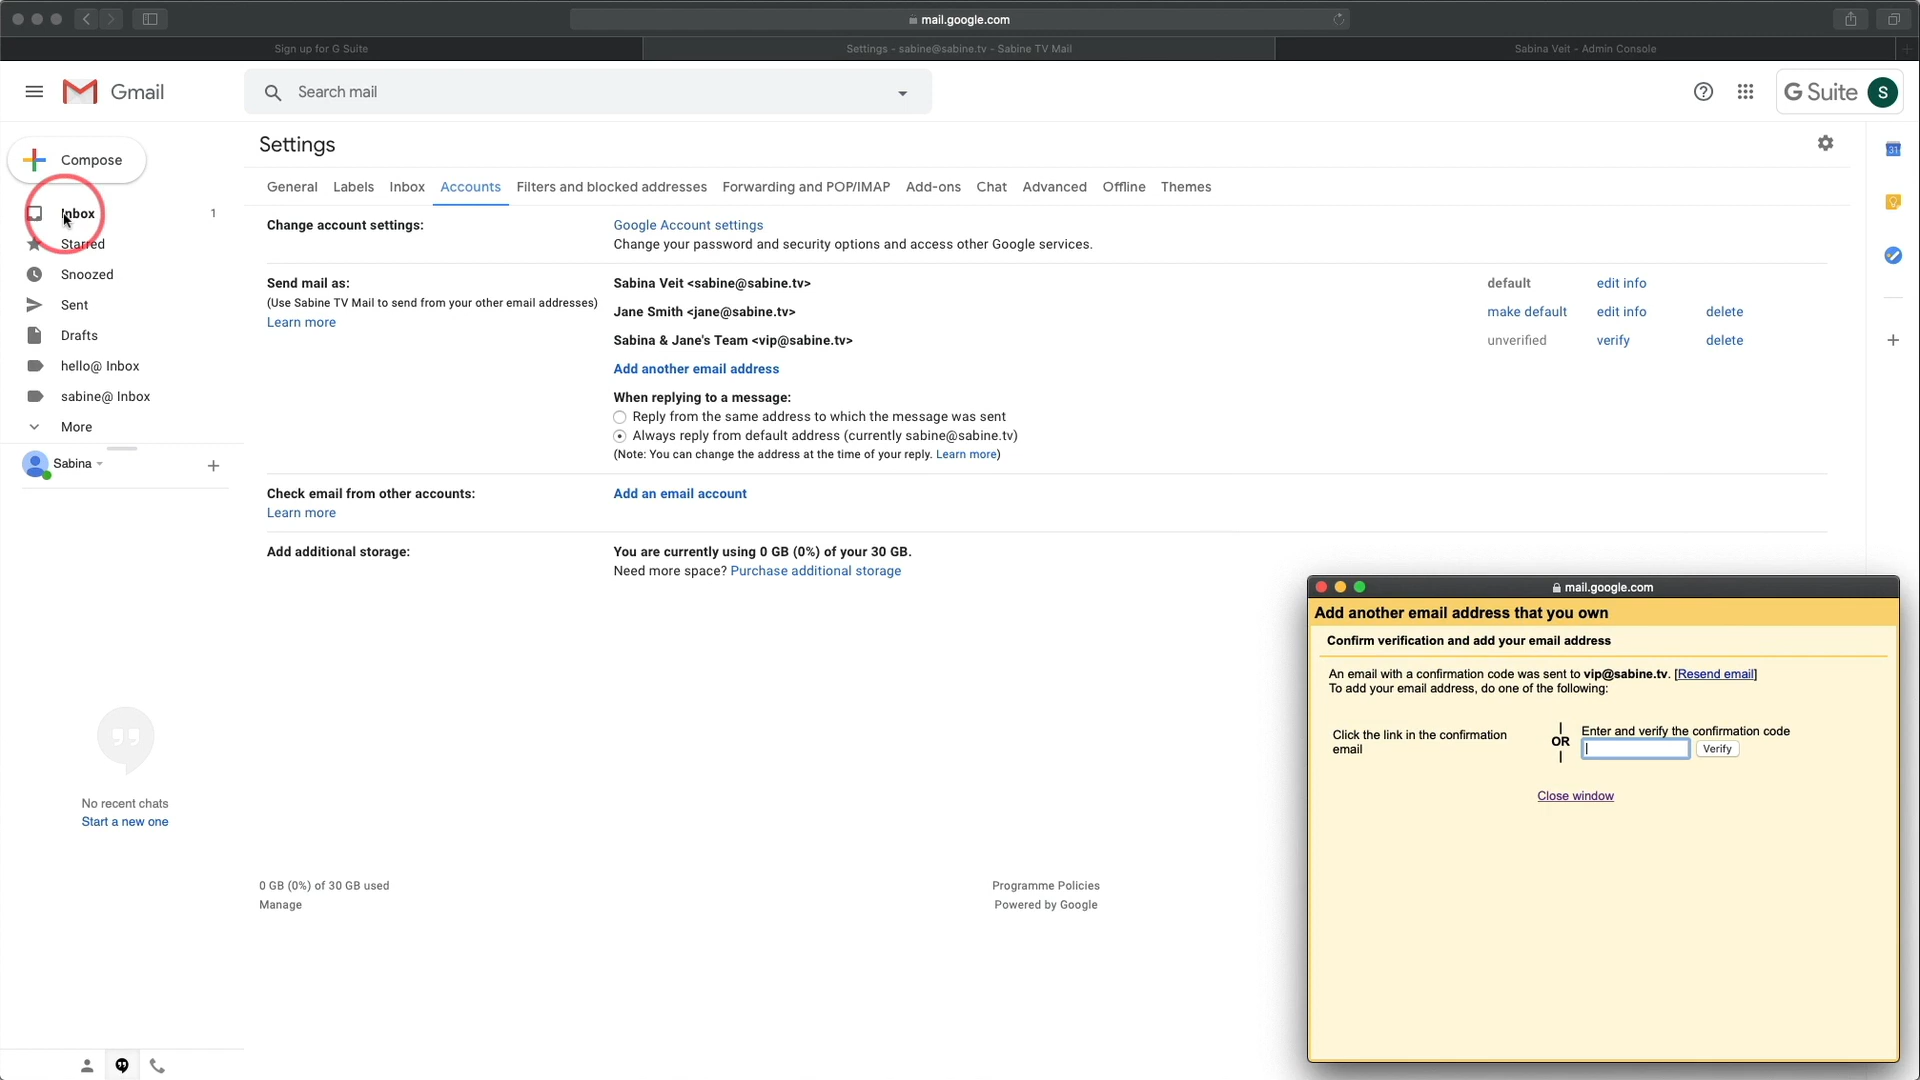 mail.google.com
Sign up for G Suite
Settings - sabine@sabine.tv - Sabine TV Mail
Sabina Veit - Admin Console
Gmail
Search mail
G Suite
S
Compose
Settings
31
General Labels Inbox Accounts Filters and blocked addresses Forwarding and POP/IMAP Add-ons Chat Advanced Offline Themes
Inbox 1
Starred
Snoozed
Sent
Drafts
hello@ Inbox
sabine@ Inbox
More
Sabina
Change account settings:
Google Account settings
Change your password and security options and access other Google services.
Send mail as:
(Use Sabine TV Mail to send from your other email addresses)
Learn more
Sabina Veit <sabine@sabine.tv> default edit info
Jane Smith <jane@sabine.tv> make default edit info delete
Sabina & Jane's Team <vip@sabine.tv> unverified verify delete
Add another email address
When replying to a message:
Reply from the same address to which the message was sent
Always reply from default address (currently sabine@sabine.tv)
(Note: You can change the address at the time of your reply. Learn more)
Check email from other accounts:
Learn more
Add an email account
Add additional storage:
You are currently using 0 GB (0%) of your 30 GB.
Need more space? Purchase additional storage
No recent chats
Start a new one
0 GB (0%) of 30 GB used
Manage
Programme Policies
Powered by Google
mail.google.com
Add another email address that you own
Confirm verification and add your email address
An email with a confirmation code was sent to vip@sabine.tv. [Resend email]
To add your email address, do one of the following:
Click the link in the confirmation
email
OR
Enter and verify the confirmation code
Verify
Close window